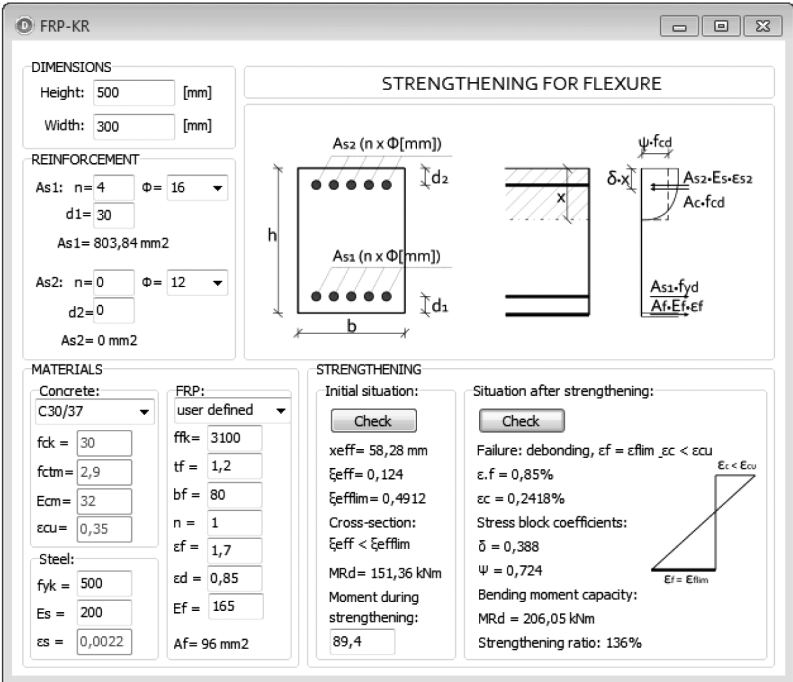 FRP-KR
DIMENSIONS
Height: 500 [mm]
Width: 300 [mm]
REINFORCEMENT
As1: n= 4 Φ= 16
d1= 30
As1= 803,84 mm2
As2: n= 0 Φ= 12
d2= 0
As2= 0 mm2
STRENGTHENING FOR FLEXURE
As2 (n x Φ[mm])
d2
h
As1 (n x Φ[mm])
d1
b
x
ψ·fcd
δ·x
As2·Es·εs2
Ac·fcd
As1·fyd
Af·Ef·εf
MATERIALS
Concrete:
C30/37
fck = 30
fctm= 2,9
Ecm= 32
εcu= 0,35
Steel:
fyk = 500
Es = 200
εs = 0,0022
FRP:
user defined
ffk= 3100
tf = 1,2
bf = 80
n = 1
εf = 1,7
εd = 0,85
Ef = 165
Af= 96 mm2
STRENGTHENING
Initial situation:
Check
xeff= 58,28 mm
ξeff= 0,124
ξefflim= 0,4912
Cross-section:
ξeff < ξefflim
MRd= 151,36 kNm
Moment during
strengthening:
89,4
Situation after strengthening:
Check
Failure: debonding, εf = εflim _εc < εcu
ε.f = 0,85%
εc = 0,2418%
Stress block coefficients:
δ = 0,388
Ψ = 0,724
Bending moment capacity:
MRd = 206,05 kNm
Strengthening ratio: 136%
εc < εcu
εf = εflim